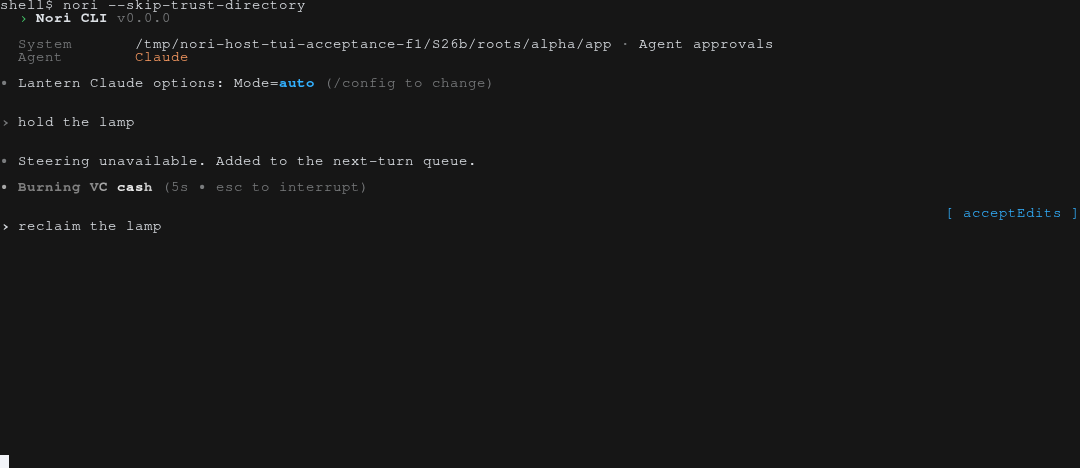 shell$ nori --skip-trust-directory
› Nori CLI v0.0.0
System /tmp/nori-host-tui-acceptance-f1/S26b/roots/alpha/app · Agent approvals
Agent Claude
• Lantern Claude options: Mode=auto (/config to change)
› hold the lamp
• Steering unavailable. Added to the next-turn queue.
• Burning VC cash (5s • esc to interrupt)
[ acceptEdits ]
› reclaim the lamp